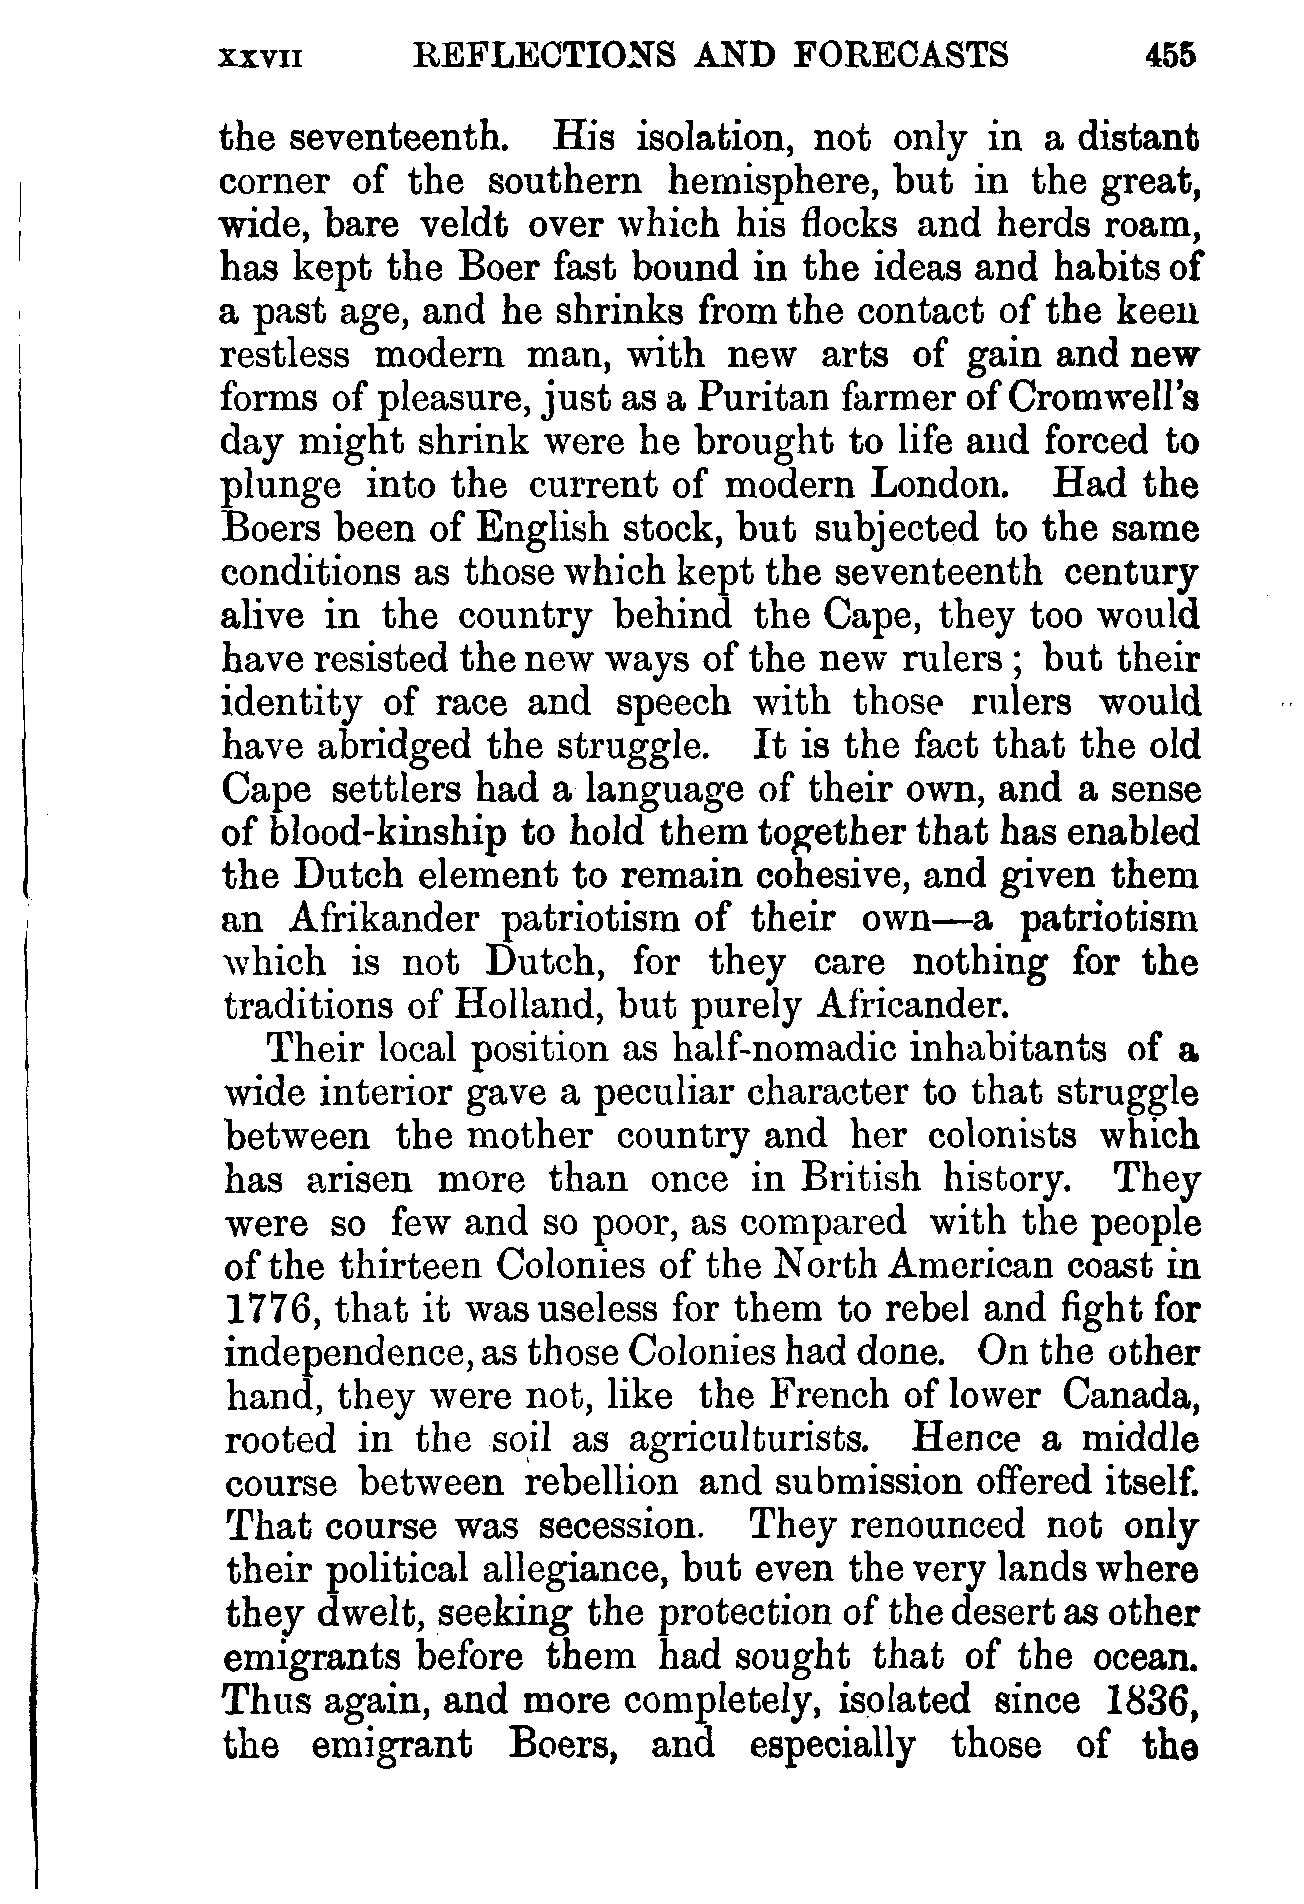 XXVII REFLECTIONS AND FORECASTS 455
the seventeenth. His isolation, not only in a distant
corner of the southern hemisphere, but in the great,
wide, bare veldt over which his flocks and herds roam,
has kept the Boer fast bound in the ideas and habits of
a past age, and he shrinks from the contact of the keen
restless modern man, with new arts of gain and new
forms of pleasure, just as a Puritan farmer of Cromwell's
day might shrink were he brought to life and forced to
plunge into the current of modern London. Had the
Boers been of English stock, but subjected to the same
conditions as those which kept the seventeenth century
alive in the country behind the Cape, they too would
have resisted the new ways of the new rulers; but their
identity of race and speech with those rulers would
have abridged the struggle. It is the fact that the old
Cape settlers had a language of their own, and a sense
of blood-kinship to hold them together that has enabled
the Dutch element to remain cohesive, and given them
an Afrikander patriotism of their own—a patriotism
which is not Dutch, for they care nothing for the
traditions of Holland, but purely Africander.
Their local position as half-nomadic inhabitants of a
wide interior gave a peculiar character to that struggle
between the mother country and her colonists which
has arisen more than once in British history. They
were so few and so poor, as compared with the people
of the thirteen Colonies of the North American coast in
1776, that it was useless for them to rebel and fight for
independence, as those Colonies had done. On the other
hand, they were not, like the French of lower Canada,
rooted in the soil as agriculturists. Hence a middle
course between rebellion and submission offered itself.
That course was secession. They renounced not only
their political allegiance, but even the very lands where
they dwelt, seeking the protection of the desert as other
emigrants before them had sought that of the ocean.
Thus again, and more completely, isolated since 1836,
the emigrant Boers, and especially those of the